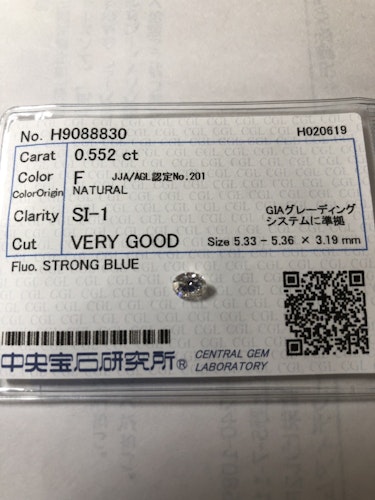 No. H9088830 H020619
Carat 0.552 ct
Color F JJA/AGL認定No.201
ColorOrigin NATURAL
Clarity SI-1 GIAグレーディング
システムに準拠
Cut VERY GOOD Size 5.33 - 5.36 × 3.19 mm
Fluo. STRONG BLUE
中央宝石研究所® CENTRAL GEM
LABORATORY